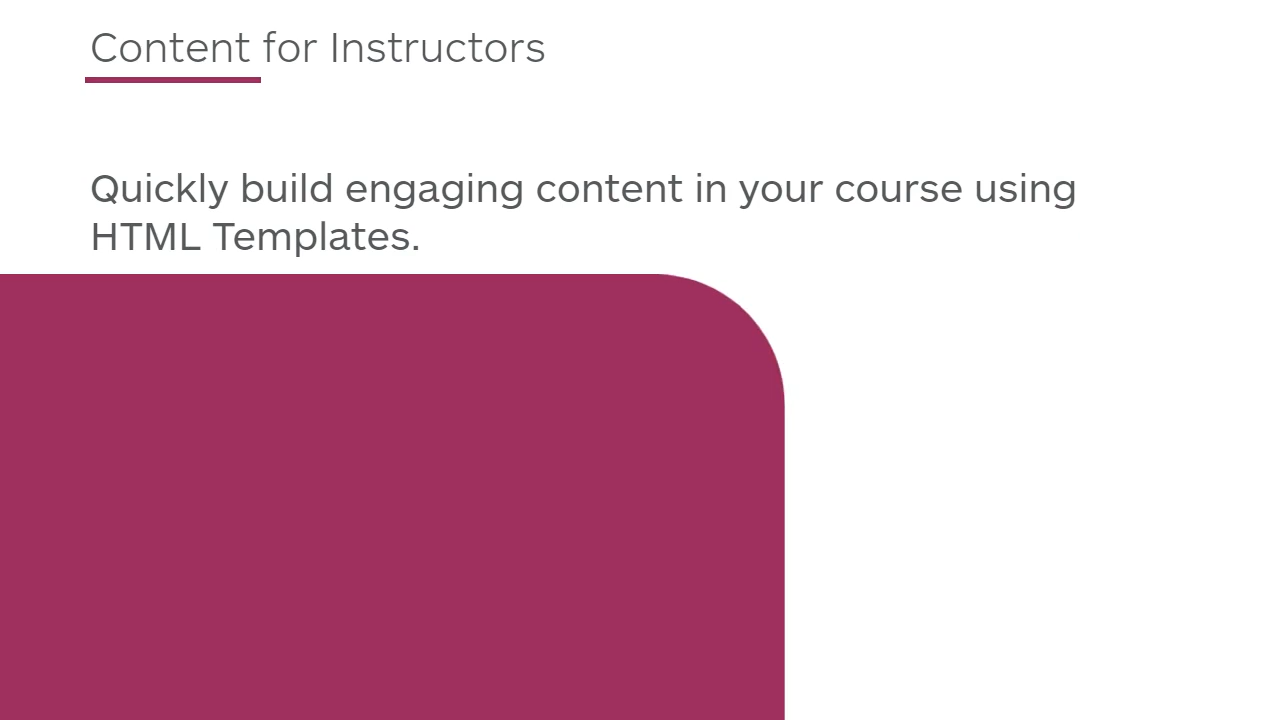 Content for Instructors
Quickly build engaging content in your course using
HTML Templates.